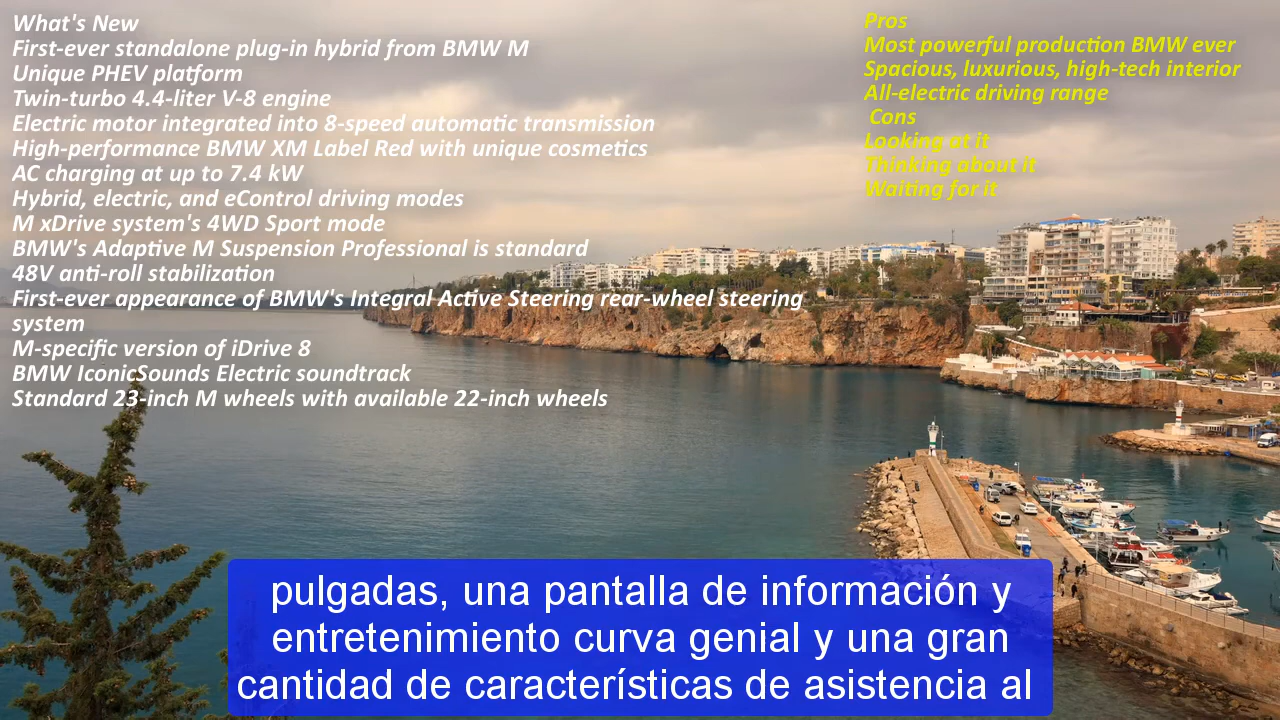 What's New
First-ever standalone plug-in hybrid from BMW M
Unique PHEV platform
Twin-turbo 4.4-liter V-8 engine
Electric motor integrated into 8-speed automatic transmission
High-performance BMW XM Label Red with unique cosmetics
AC charging at up to 7.4 kW
Hybrid, electric, and eControl driving modes
M xDrive system's 4WD Sport mode
BMW's Adaptive M Suspension Professional is standard
48V anti-roll stabilization
First-ever appearance of BMW's Integral Active Steering rear-wheel steering
system
M-specific version of iDrive 8
BMW IconicSounds Electric soundtrack
Standard 23-inch M wheels with available 22-inch wheels
Pros
Most powerful production BMW ever
Spacious, luxurious, high-tech interior
All-electric driving range
Cons
Looking at it
Thinking about it
Waiting for it
pulgadas, una pantalla de información y
entretenimiento curva genial y una gran
cantidad de características de asistencia al